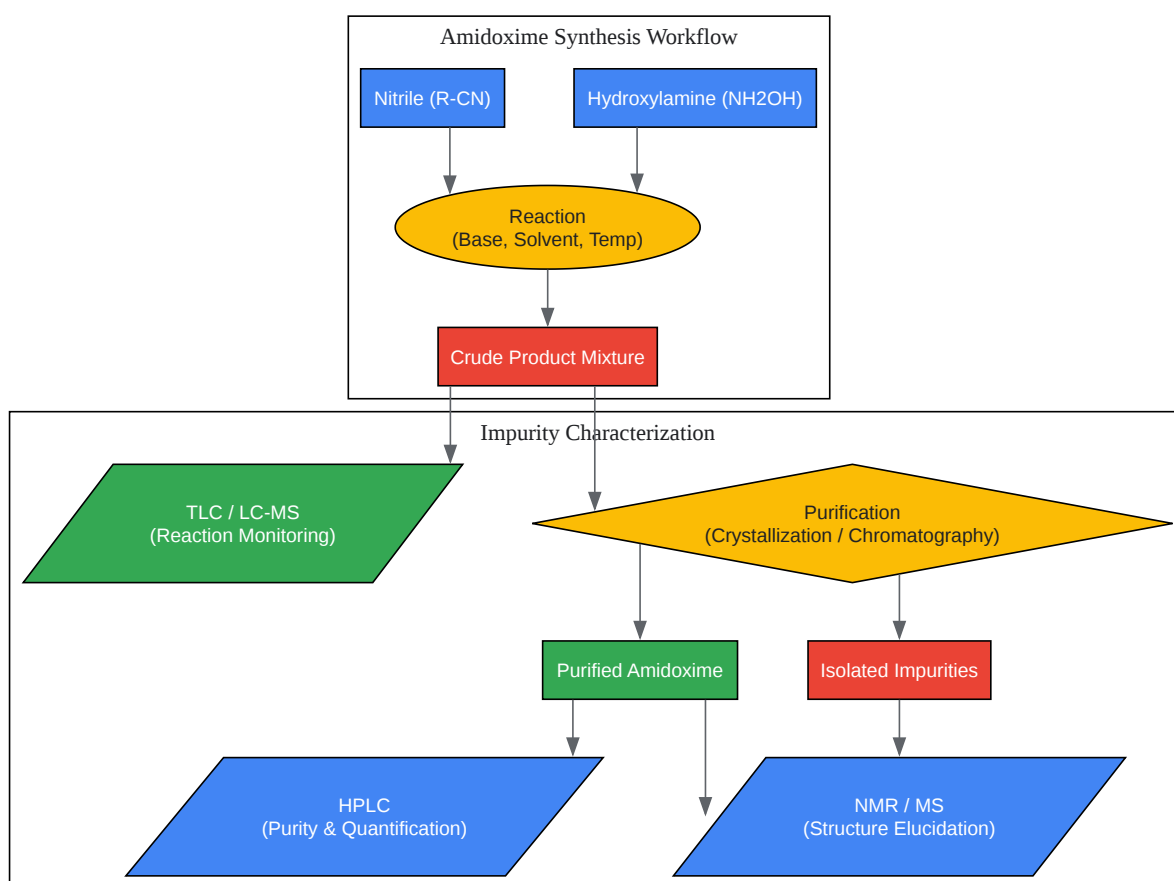 Amidoxime Synthesis Workflow
Nitrile (R-CN)
Hydroxylamine (NH2OH)
Reaction
(Base, Solvent, Temp)
Crude Product Mixture
Impurity Characterization
TLC / LC-MS
(Reaction Monitoring)
Purification
(Crystallization / Chromatography)
Purified Amidoxime
Isolated Impurities
HPLC
(Purity & Quantification)
NMR / MS
(Structure Elucidation)